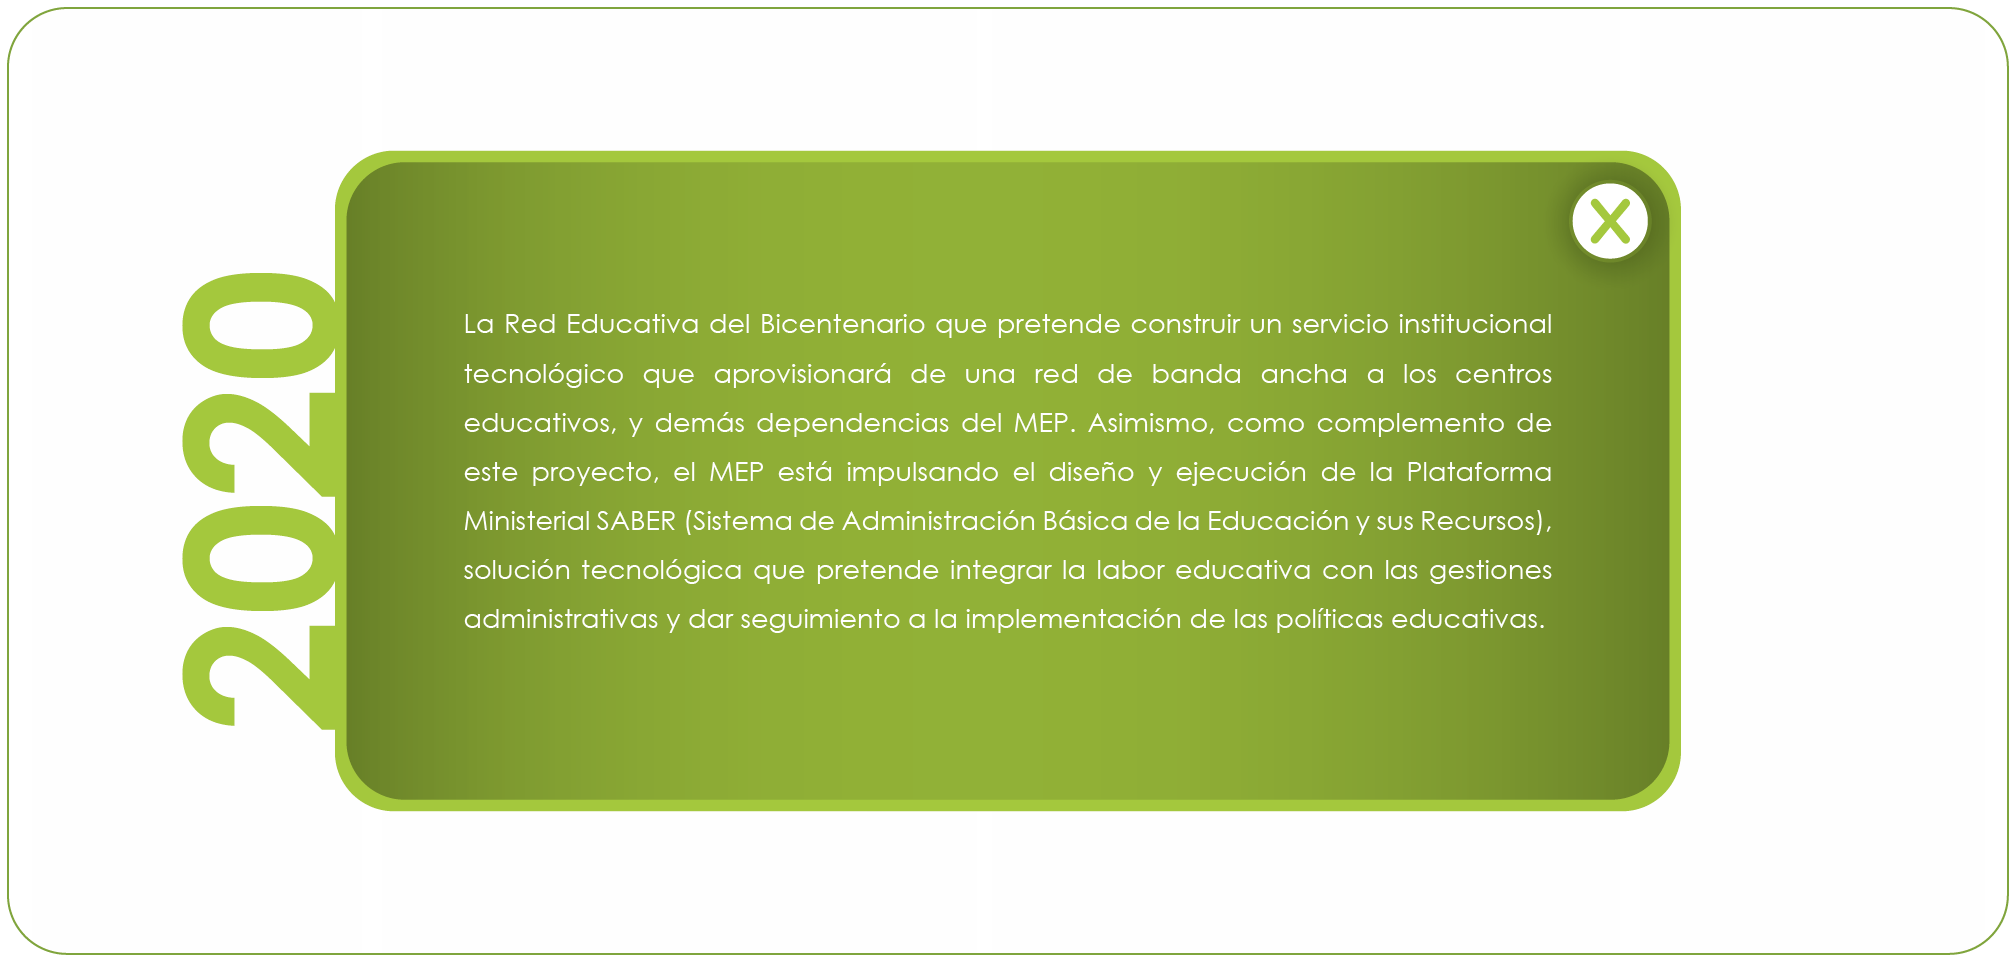 2020
X
La Red Educativa del Bicentenario que pretende construir un servicio institucional
tecnológico que aprovisionará de una red de banda ancha a los centros
educativos, y demás dependencias del MEP. Asimismo, como complemento de
este proyecto, el MEP está impulsando el diseño y ejecución de la Plataforma
Ministerial SABER (Sistema de Administración Básica de la Educación y sus Recursos),
solución tecnológica que pretende integrar la labor educativa con las gestiones
administrativas y dar seguimiento a la implementación de las políticas educativas.